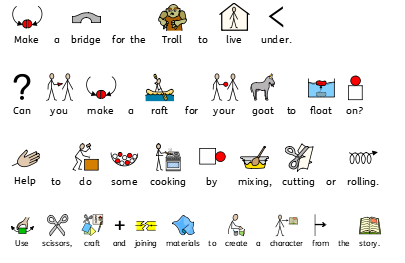 Make a bridge for the Troll to live under.
Can you make a raft for your goat to float on?
Help to do some cooking by mixing, cutting or rolling.
Use scissors, craft and joining materials to create a character from the story.